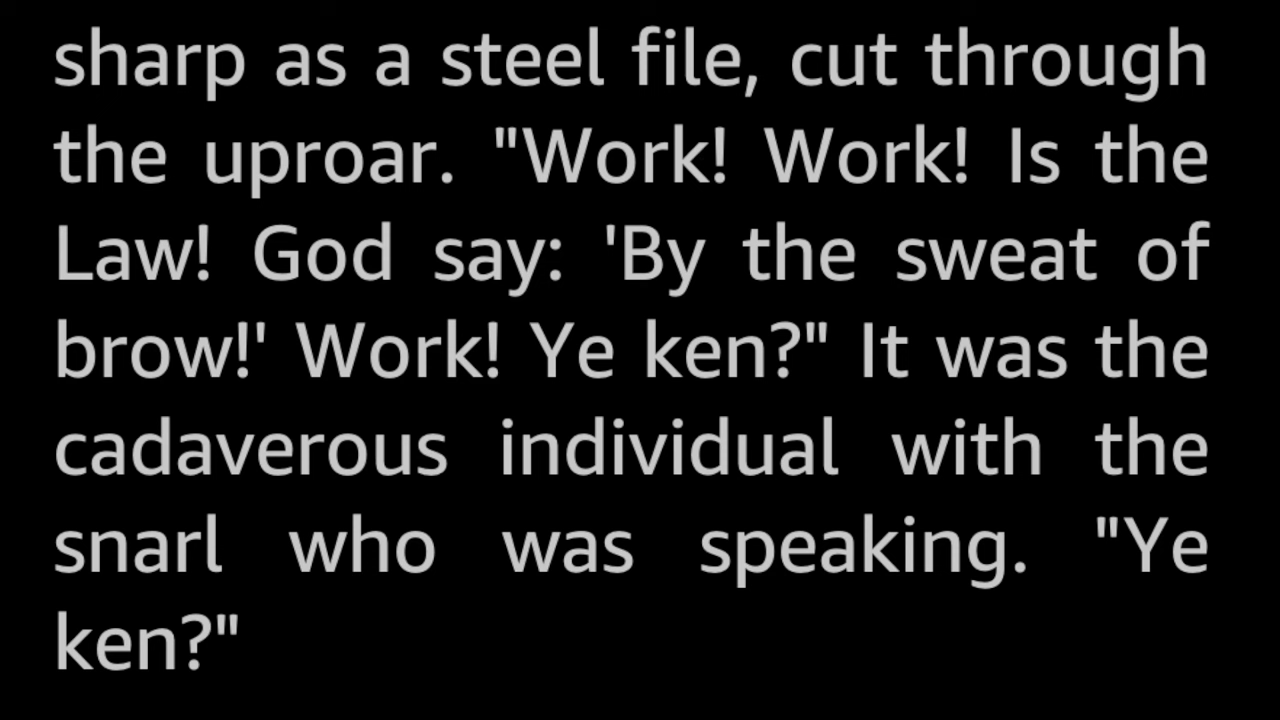 sharp as a steel file, cut through
the uproar. "Work! Work! Is the
Law! God say: 'By the sweat of
brow!' Work! Ye ken?" It was the
cadaverous individual with the
snarl who was speaking. "Ye
ken?"